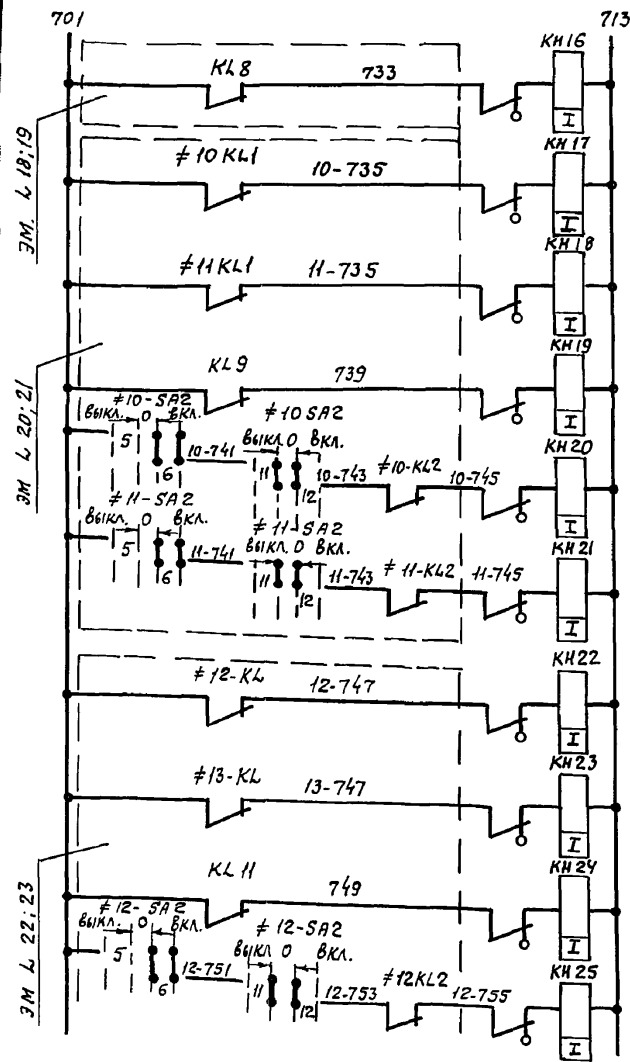 701 713
KH16
KL8 733
I
KH17
≠10KL1 10-735
I
KH18
≠11KL1 11-735
I
KH19
KL9 739
I
≠10-SA2 ≠10 SA2
выкл. 0 вкл. выкл. 0 вкл. KH20
5 6 10-741 11 12 10-743 ≠10-KL2 10-745
I
≠11-SA2 ≠11-SA2
выкл. 0 вкл. выкл. 0 вкл. KH21
5 6 11-741 11 12 11-743 ≠11-KL2 11-745
I
KH22
≠12-KL 12-747
I
KH23
≠13-KL 13-747
I
KH24
KL11 749
I
≠12-SA2 ≠12-SA2
выкл. 0 вкл. выкл 0 вкл. KH25
5 6 12-751 11 12 12-753 ≠12KL2 12-755
I
ЭМ. L 18;19
ЭМ L 20;21
ЭМ L 22;23